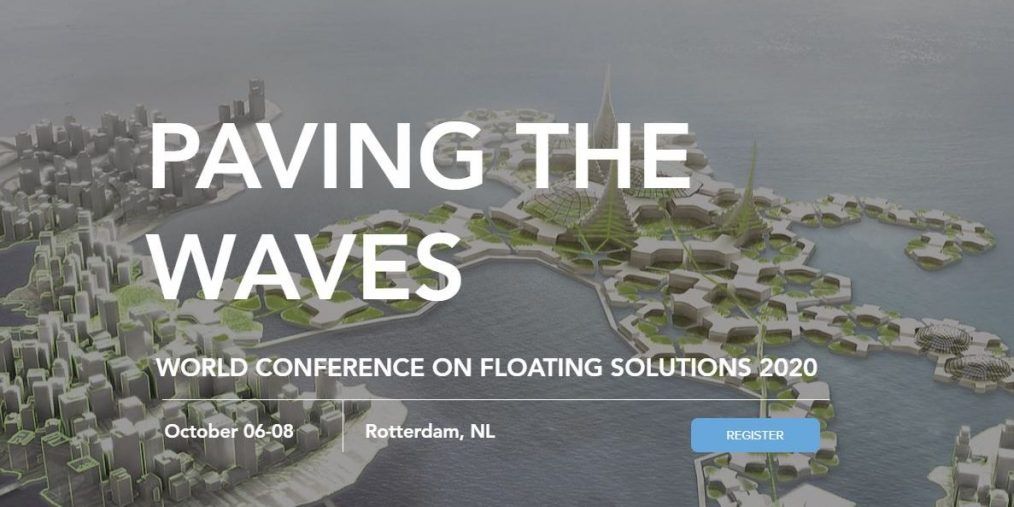 PAVING THE
WAVES
WORLD CONFERENCE ON FLOATING SOLUTIONS 2020
October 06-08
Rotterdam, NL
REGISTER